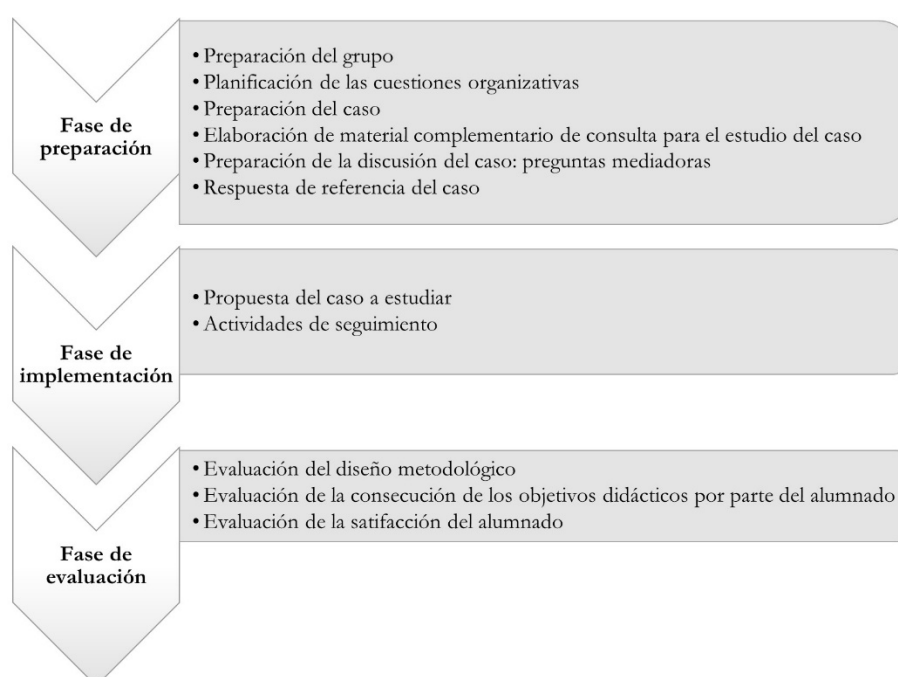 Fase de
preparación
• Preparación del grupo
• Planificación de las cuestiones organizativas
• Preparación del caso
• Elaboración de material complementario de consulta para el estudio del caso
• Preparación de la discusión del caso: preguntas mediadoras
• Respuesta de referencia del caso
Fase de
implementación
• Propuesta del caso a estudiar
• Actividades de seguimiento
Fase de
evaluación
• Evaluación del diseño metodológico
• Evaluación de la consecución de los objetivos didácticos por parte del alumnado
• Evaluación de la satifacción del alumnado